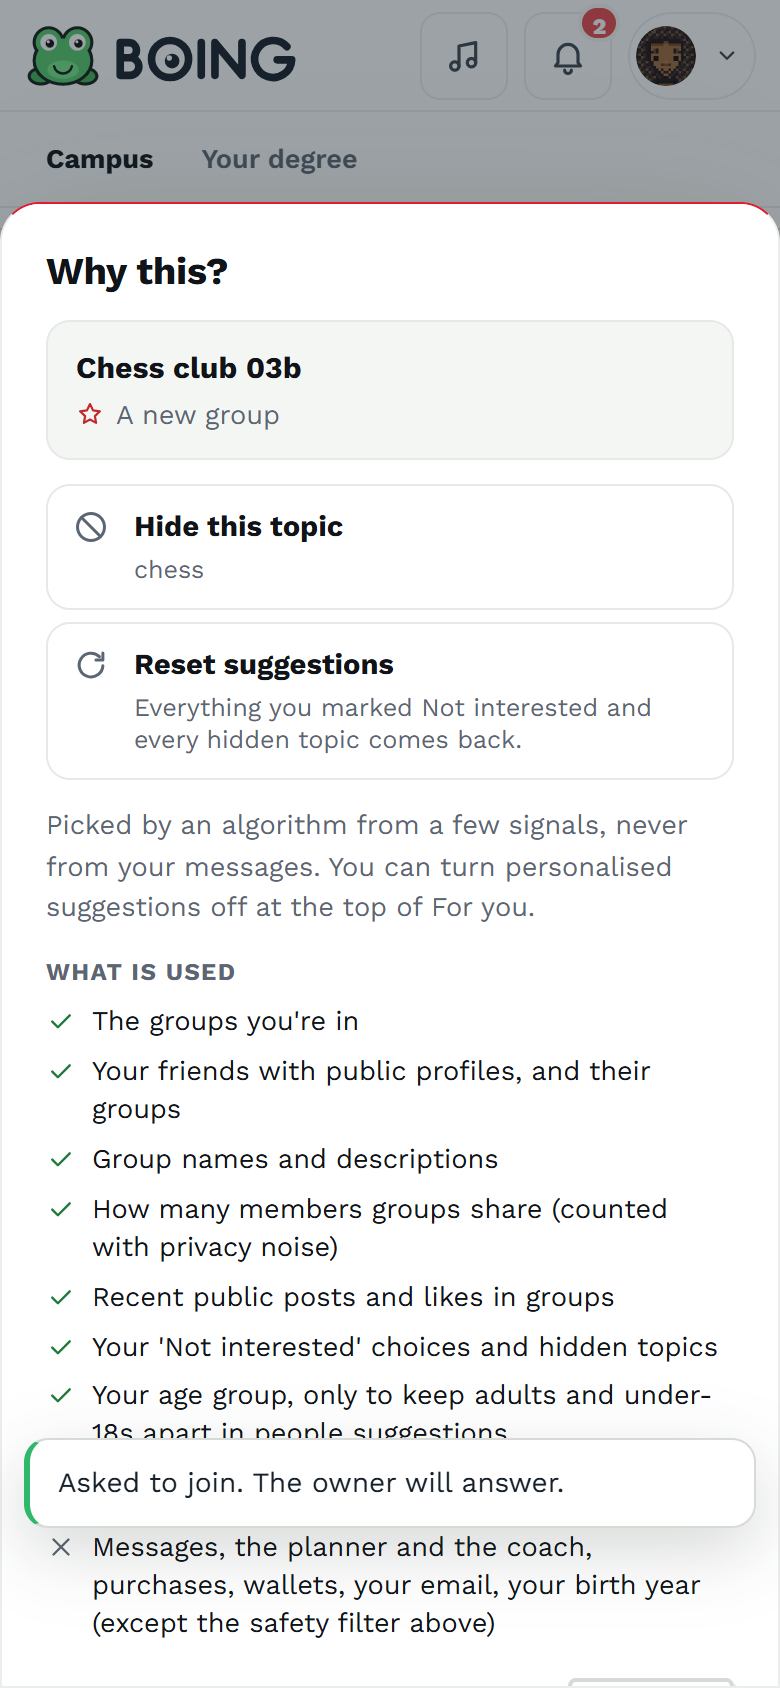 BOING
2
Campus
Your degree
Why this?
Chess club 03b
A new group
Hide this topic
chess
Reset suggestions
Everything you marked Not interested and
every hidden topic comes back.
Picked by an algorithm from a few signals, never
from your messages. You can turn personalised
suggestions off at the top of For you.
WHAT IS USED
The groups you're in
Your friends with public profiles, and their
groups
Group names and descriptions
How many members groups share (counted
with privacy noise)
Recent public posts and likes in groups
Your 'Not interested' choices and hidden topics
Your age group, only to keep adults and under-
18s apart in people suggestions
Asked to join. The owner will answer.
Messages, the planner and the coach,
purchases, wallets, your email, your birth year
(except the safety filter above)